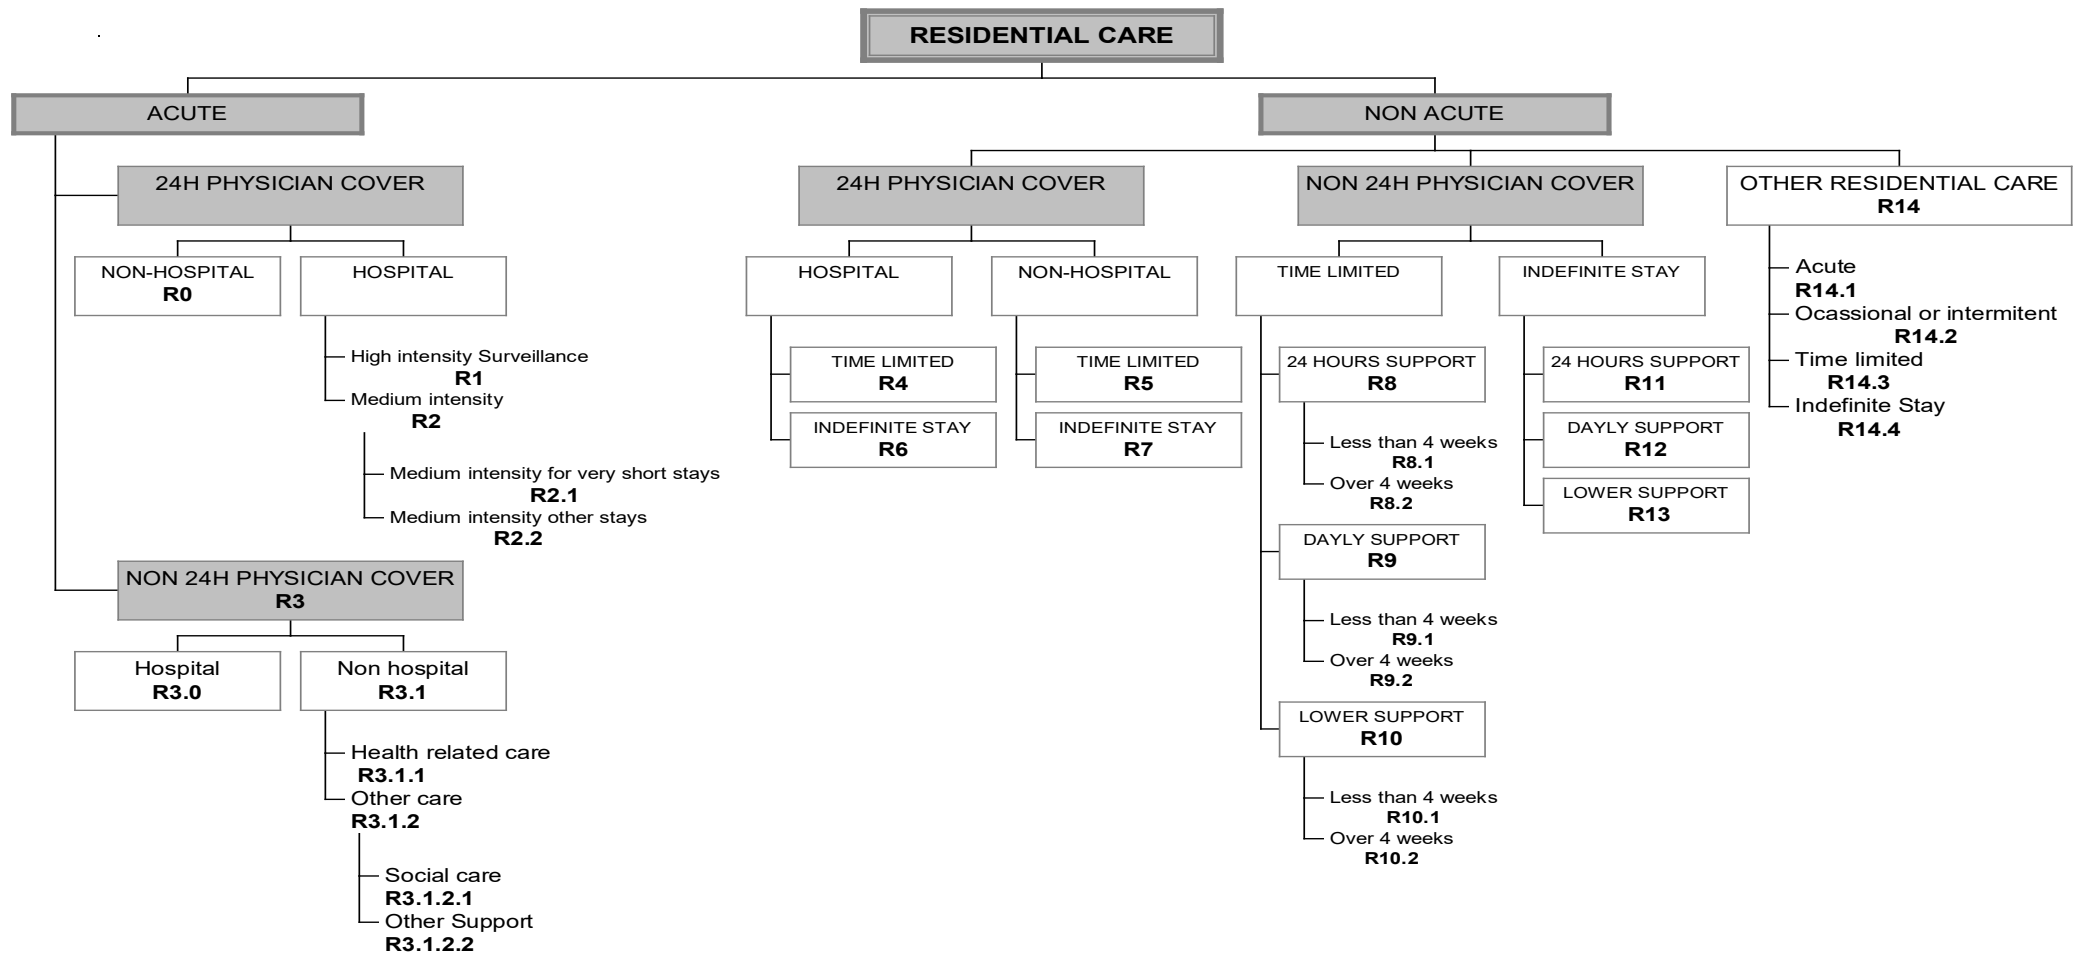 RESIDENTIAL CARE
ACUTE
NON ACUTE
24H PHYSICIAN COVER
NON-HOSPITAL
R0
HOSPITAL
High intensity Surveillance
R1
Medium intensity
R2
Medium intensity for very short stays
R2.1
Medium intensity other stays
R2.2
NON 24H PHYSICIAN COVER
R3
Hospital
R3.0
Non hospital
R3.1
Health related care
R3.1.1
Other care
R3.1.2
Social care
R3.1.2.1
Other Support
R3.1.2.2
24H PHYSICIAN COVER
HOSPITAL
TIME LIMITED
R4
INDEFINITE STAY
R6
NON-HOSPITAL
TIME LIMITED
R5
INDEFINITE STAY
R7
NON 24H PHYSICIAN COVER
TIME LIMITED
24 HOURS SUPPORT
R8
Less than 4 weeks
R8.1
Over 4 weeks
R8.2
DAYLY SUPPORT
R9
Less than 4 weeks
R9.1
Over 4 weeks
R9.2
LOWER SUPPORT
R10
Less than 4 weeks
R10.1
Over 4 weeks
R10.2
INDEFINITE STAY
24 HOURS SUPPORT
R11
DAYLY SUPPORT
R12
LOWER SUPPORT
R13
OTHER RESIDENTIAL CARE
R14
Acute
R14.1
Ocassional or intermitent
R14.2
Time limited
R14.3
Indefinite Stay
R14.4